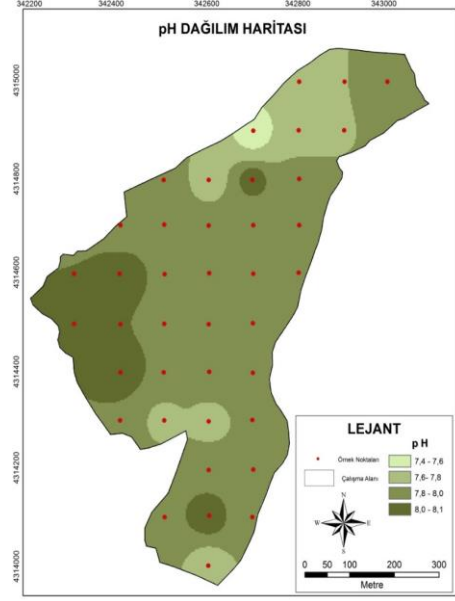 342200 342400 342600 342800 343000
pH DAĞILIM HARİTASI
4315000
4314800
4314600
4314400
4314200
4314000
LEJANT
Örnek Noktaları
Çalışma Alanı
p H
7,4 - 7,6
7,6- 7,8
7,8 - 8,0
8,0 - 8,1
N
W E
S
0 50 100 200 300
Metre